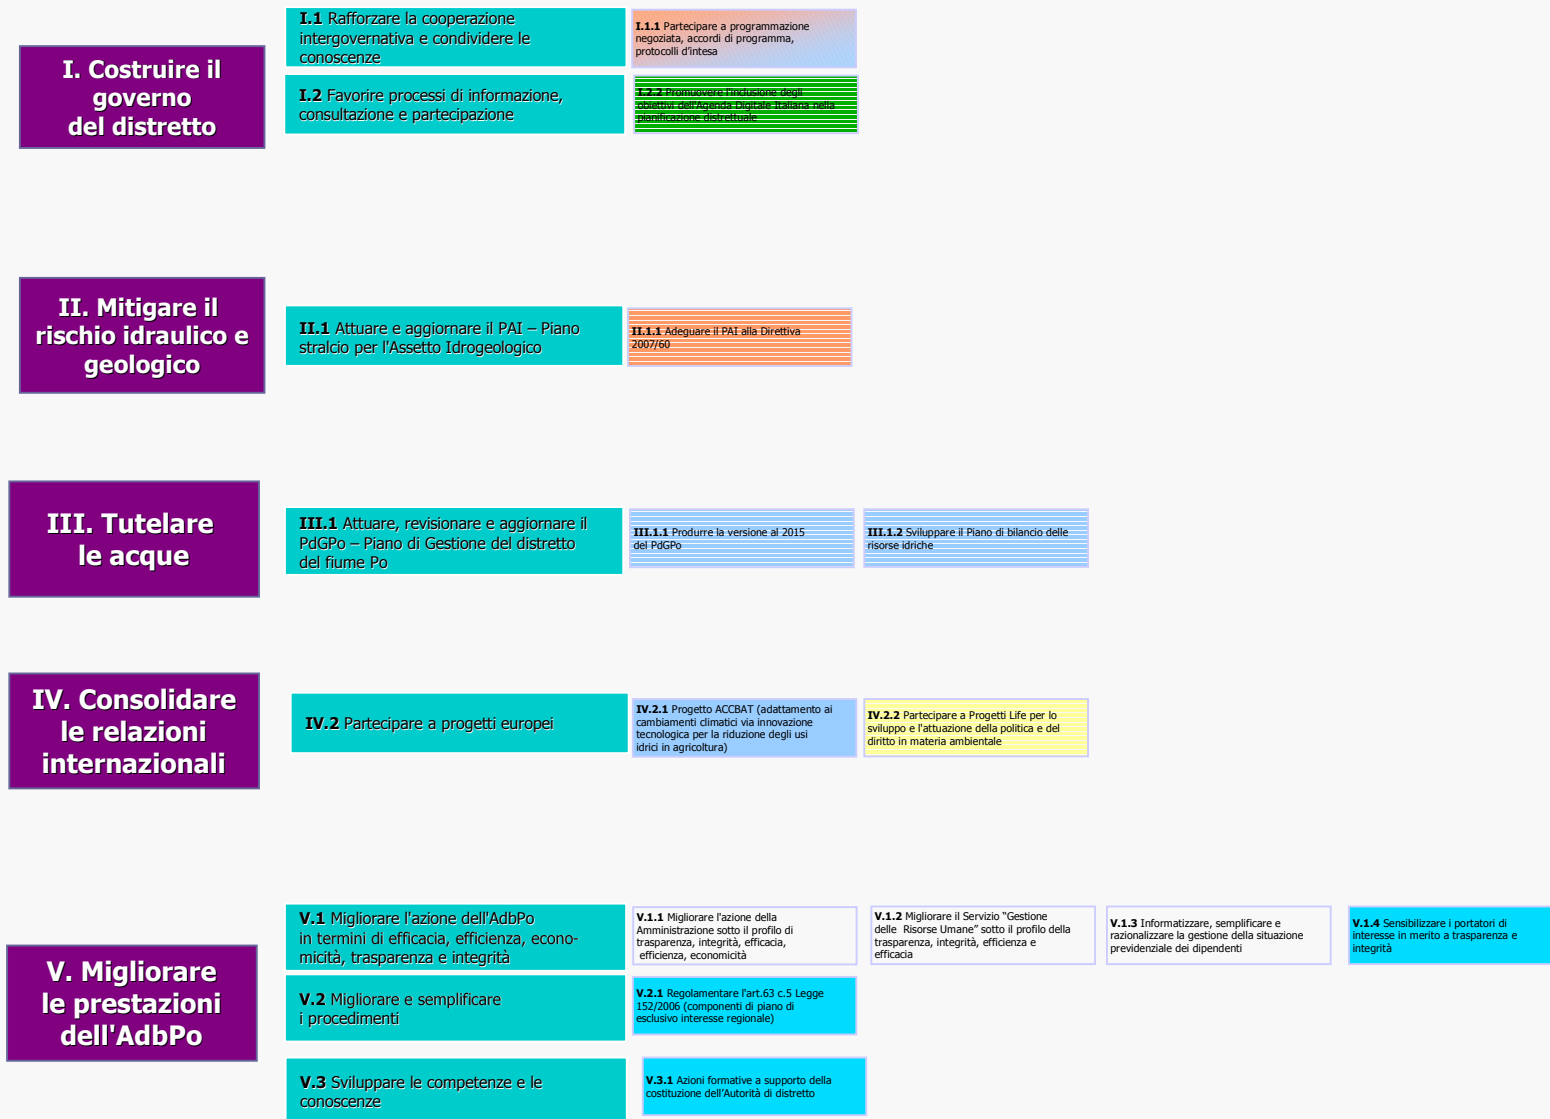 I. Costruire il
governo
del distretto
I.1 Rafforzare la cooperazione
intergovernativa e condividere le
conoscenze
I.1.1 Partecipare a programmazione
negoziata, accordi di programma,
protocolli d'intesa
I.2 Favorire processi di informazione,
consultazione e partecipazione
I.2.2 Promuovere l'inclusione degli
obiettivi dell'Agenda Digitale Italiana nella
pianificazione distrettuale
II. Mitigare il
rischio idraulico e
geologico
II.1 Attuare e aggiornare il PAI – Piano
stralcio per l'Assetto Idrogeologico
II.1.1 Adeguare il PAI alla Direttiva
2007/60
III. Tutelare
le acque
III.1 Attuare, revisionare e aggiornare il
PdGPo – Piano di Gestione del distretto
del fiume Po
III.1.1 Produrre la versione al 2015
del PdGPo
III.1.2 Sviluppare il Piano di bilancio delle
risorse idriche
IV. Consolidare
le relazioni
internazionali
IV.2 Partecipare a progetti europei
IV.2.1 Progetto ACCBAT (adattamento ai
cambiamenti climatici via innovazione
tecnologica per la riduzione degli usi
idrici in agricoltura)
IV.2.2 Partecipare a Progetti Life per lo
sviluppo e l'attuazione della politica e del
diritto in materia ambientale
V. Migliorare
le prestazioni
dell'AdbPo
V.1 Migliorare l'azione dell'AdbPo
in termini di efficacia, efficienza, econo-
micità, trasparenza e integrità
V.1.1 Migliorare l'azione della
Amministrazione sotto il profilo di
trasparenza, integrità, efficacia,
efficienza, economicità
V.1.2 Migliorare il Servizio "Gestione
delle Risorse Umane" sotto il profilo della
trasparenza, integrità, efficienza e
efficacia
V.1.3 Informatizzare, semplificare e
razionalizzare la gestione della situazione
previdenziale dei dipendenti
V.1.4 Sensibilizzare i portatori di
interesse in merito a trasparenza e
integrità
V.2 Migliorare e semplificare
i procedimenti
V.2.1 Regolamentare l'art.63 c.5 Legge
152/2006 (componenti di piano di
esclusivo interesse regionale)
V.3 Sviluppare le competenze e le
conoscenze
V.3.1 Azioni formative a supporto della
costituzione dell'Autorità di distretto